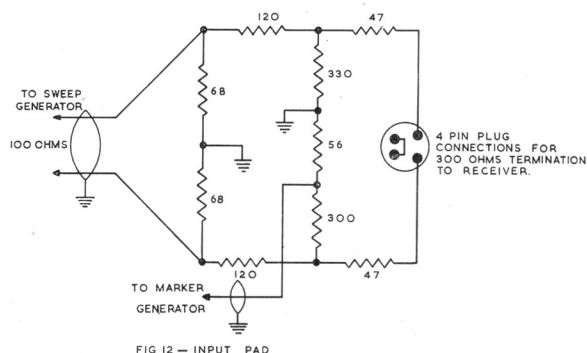 120
47
68
330
TO SWEEP
GENERATOR
100 OHMS
56
4 PIN PLUG
CONNECTIONS FOR
300 OHMS TERMINATION
TO RECEIVER.
68
300
120
47
TO MARKER
GENERATOR
FIG 12 — INPUT PAD